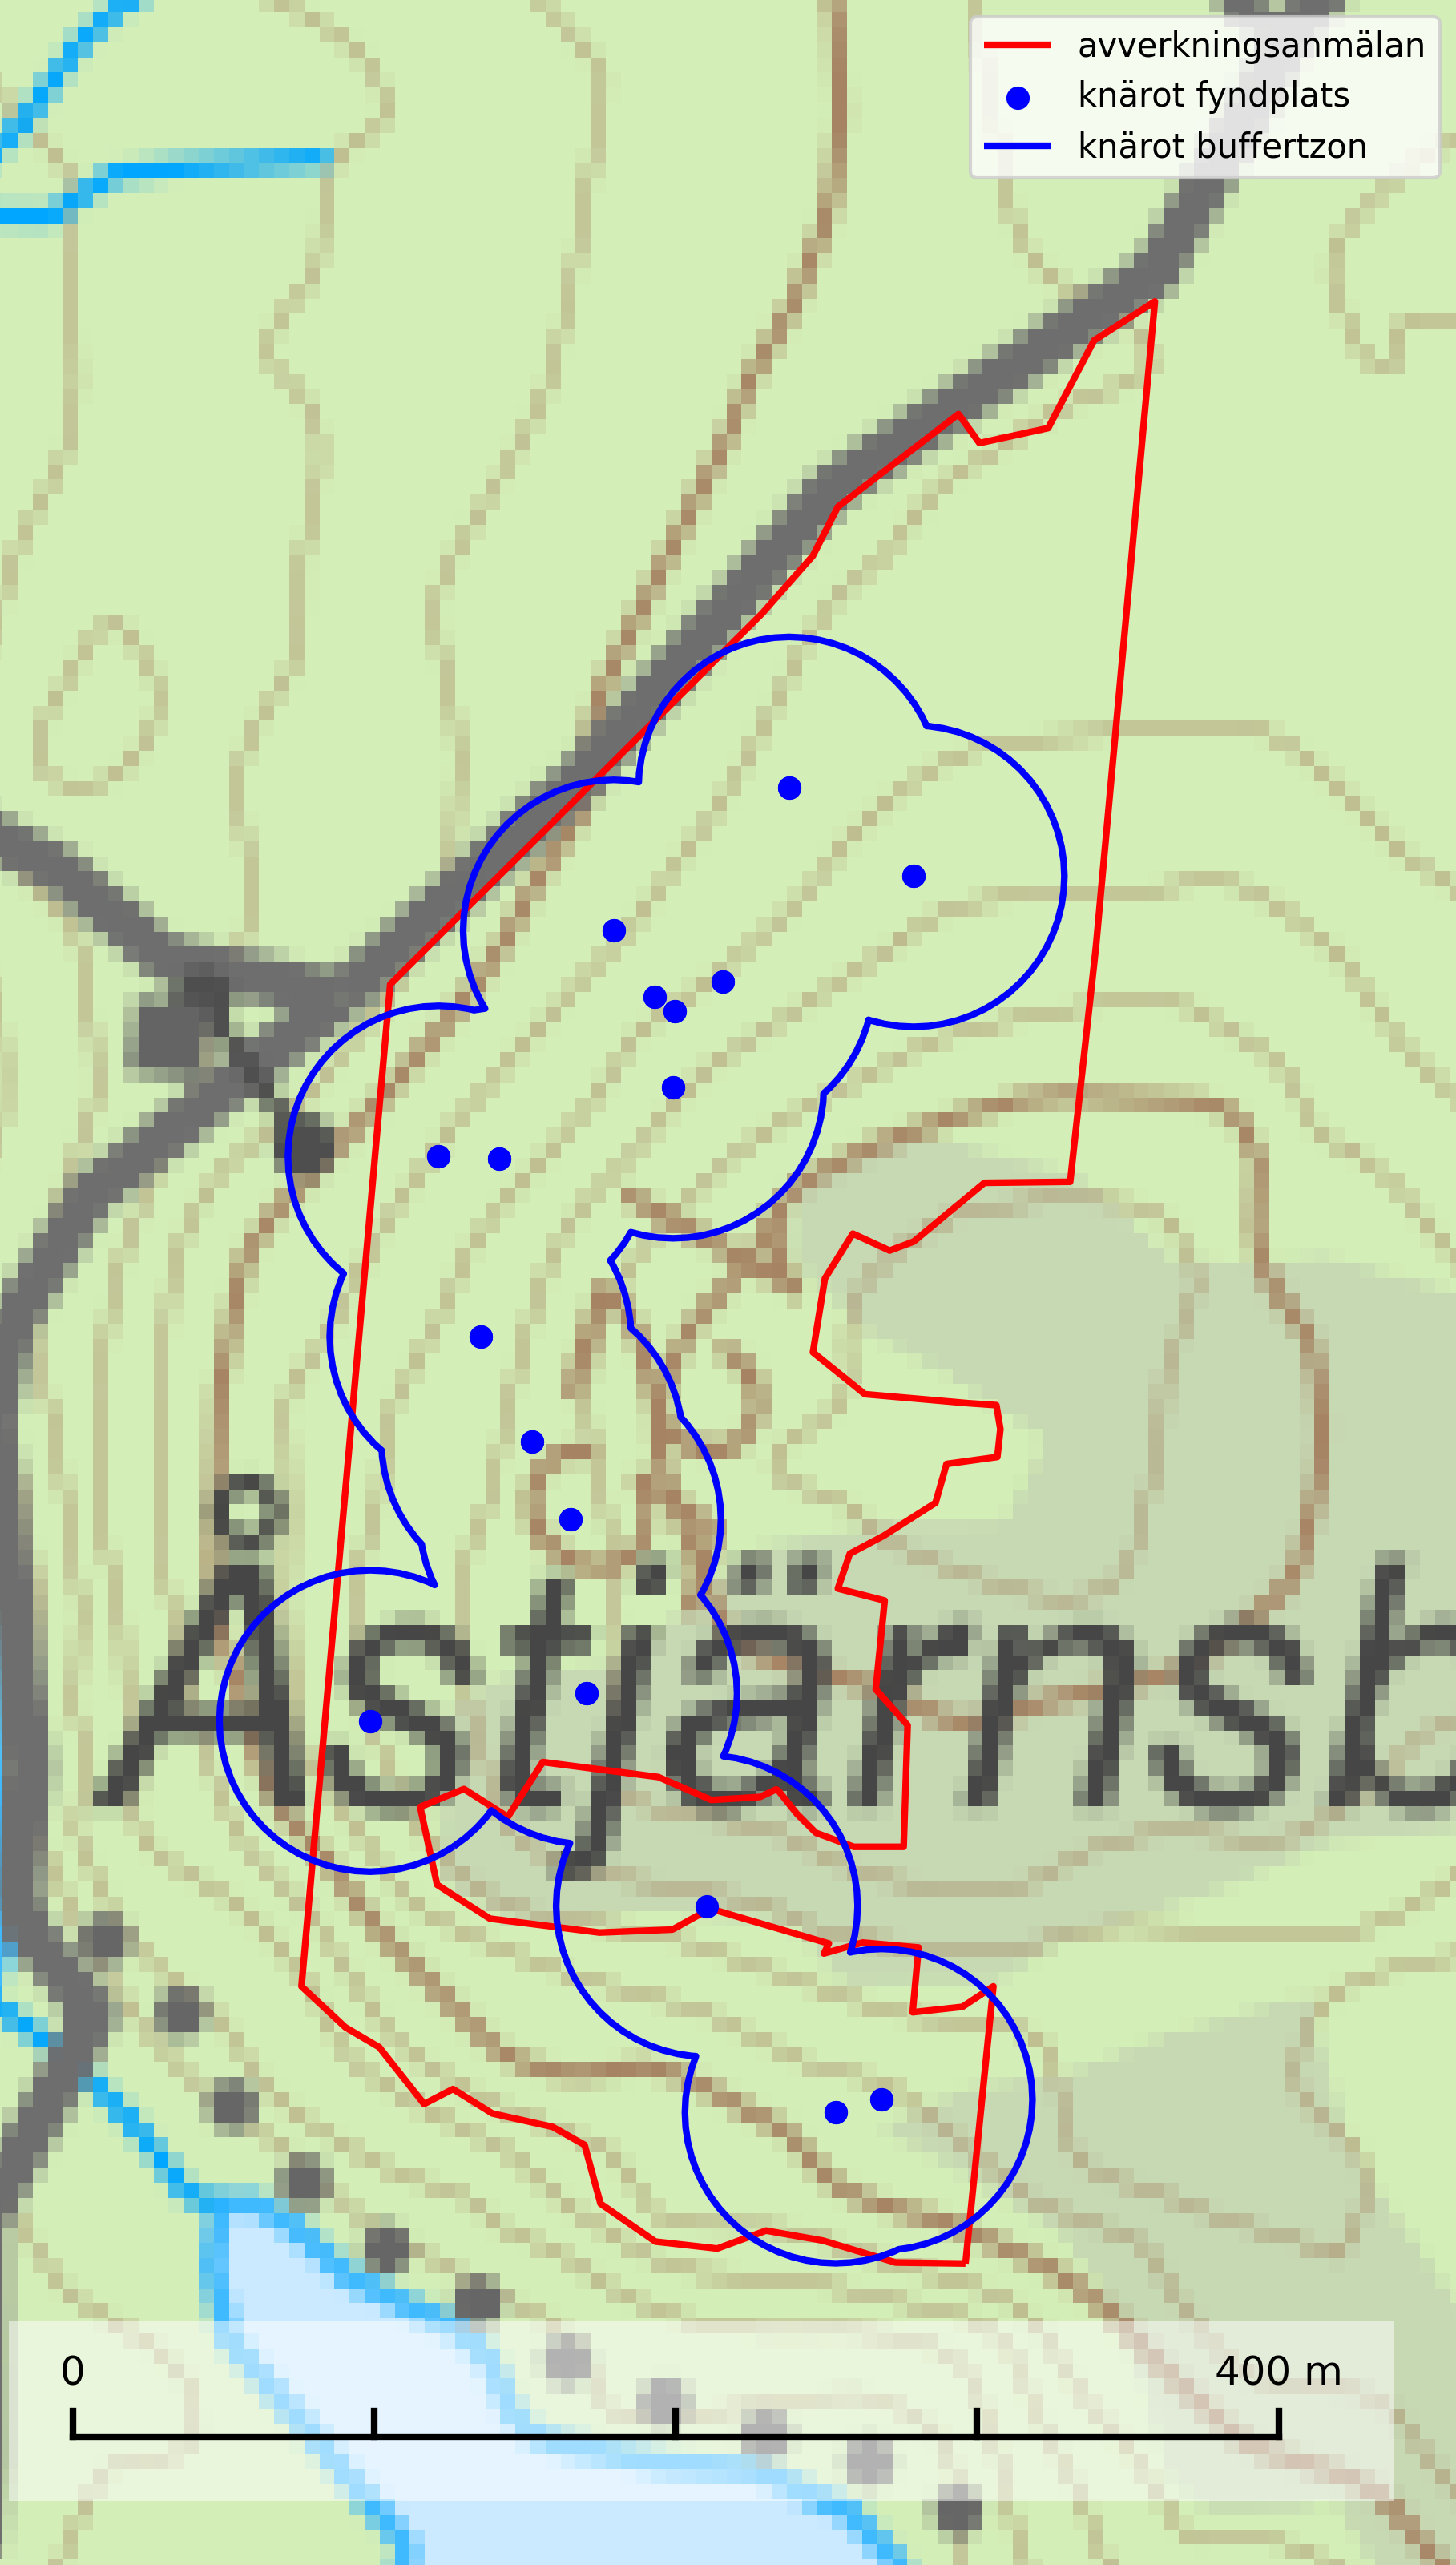 avverkningsanmälan
knärot fyndplats
knärot buffertzon
Åstjärnsb
0 400 m